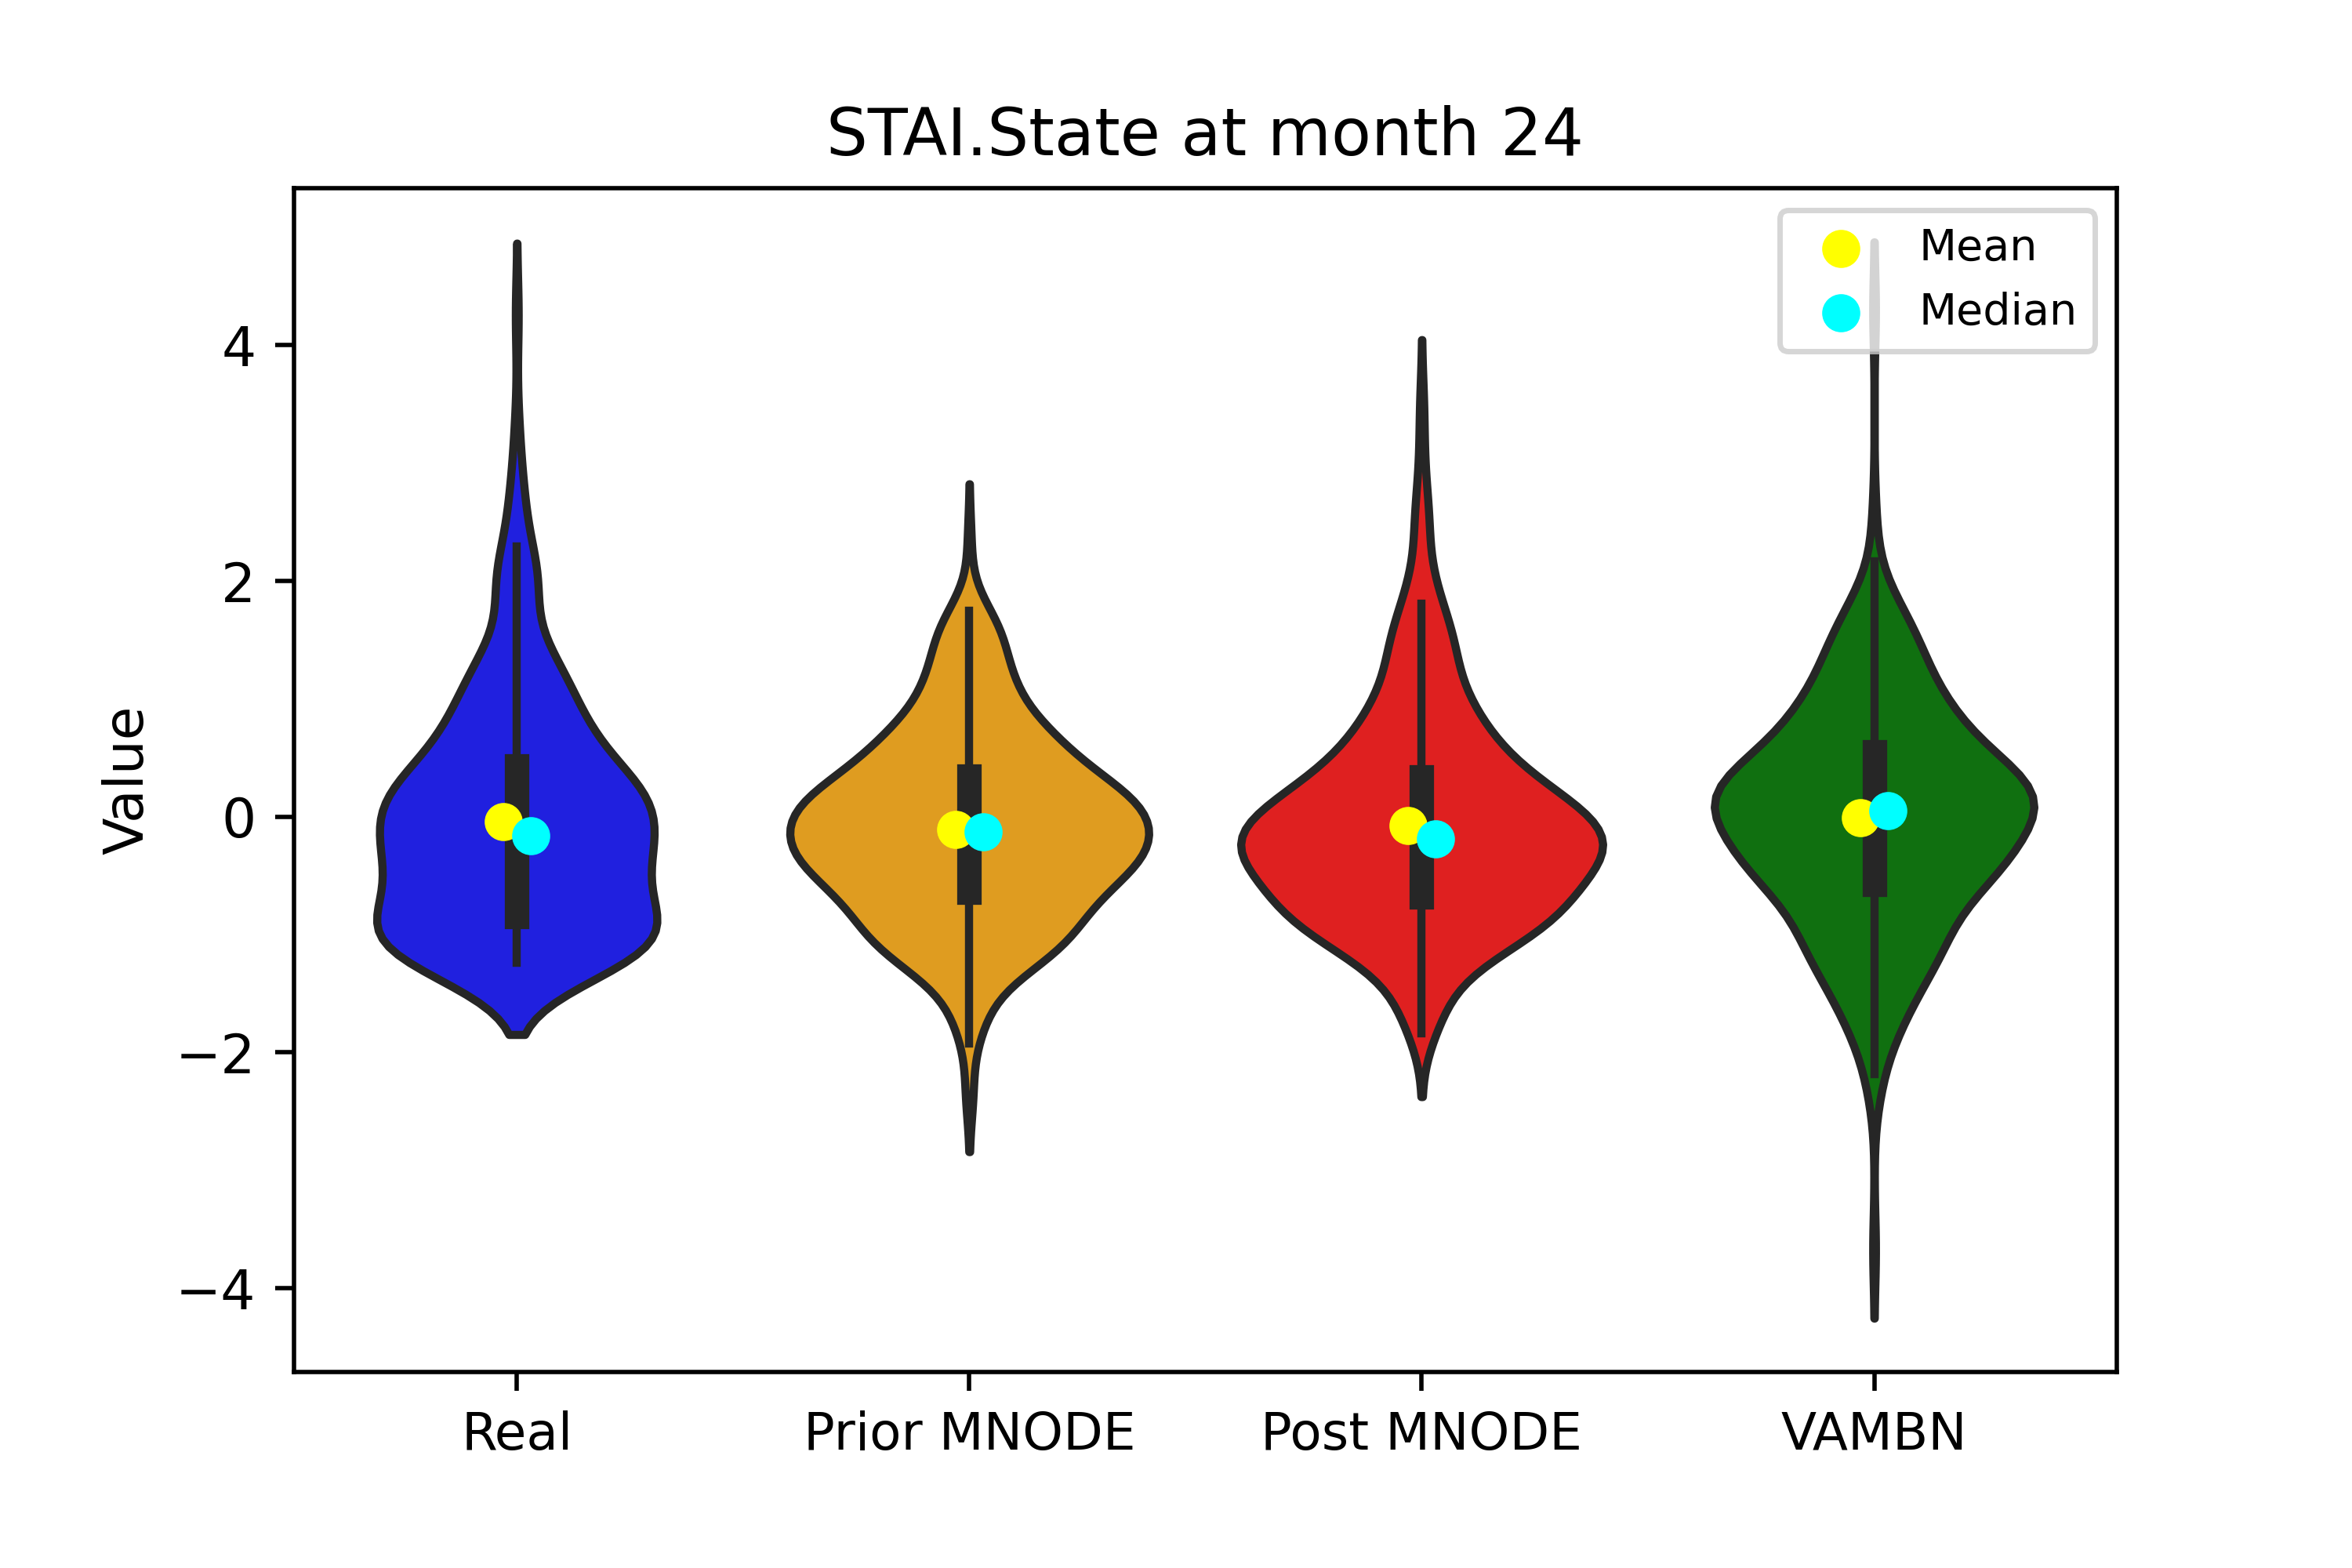 STAI.State at month 24
Mean
Median
Value
4
2
0
−2
−4
Real
Prior MNODE
Post MNODE
VAMBN